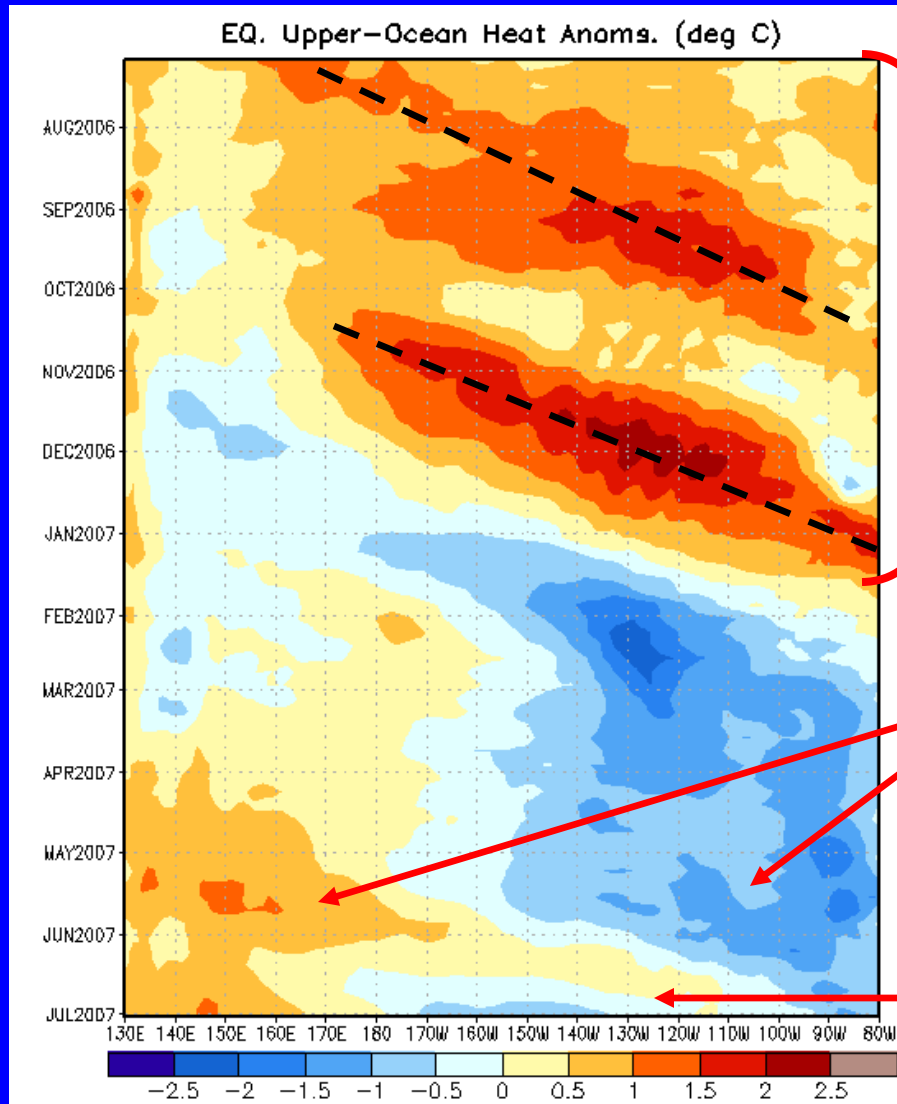 EQ. Upper-Ocean Heat Anoms. (deg C)
AUG2006
SEP2006
OCT2006
NOV2006
DEC2006
JAN2007
FEB2007
MAR2007
APR2007
MAY2007
JUN2007
JUL2007
130E 140E 150E 160E 170E 180 170W 160W 150W 140W 130W 120W 110W 100W 90W 80W
-2.5 -2 -1.5 -1 -0.5 0 0.5 1 1.5 2 2.5